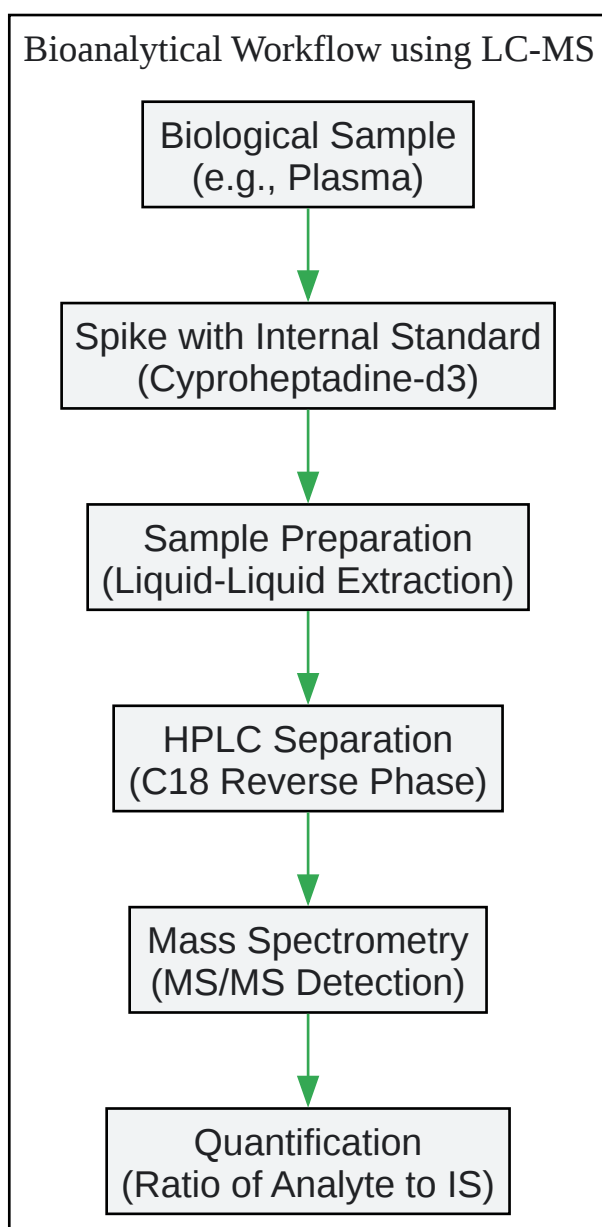 Bioanalytical Workflow using LC-MS
Biological Sample
(e.g., Plasma)
Spike with Internal Standard
(Cyproheptadine-d3)
Sample Preparation
(Liquid-Liquid Extraction)
HPLC Separation
(C18 Reverse Phase)
Mass Spectrometry
(MS/MS Detection)
Quantification
(Ratio of Analyte to IS)